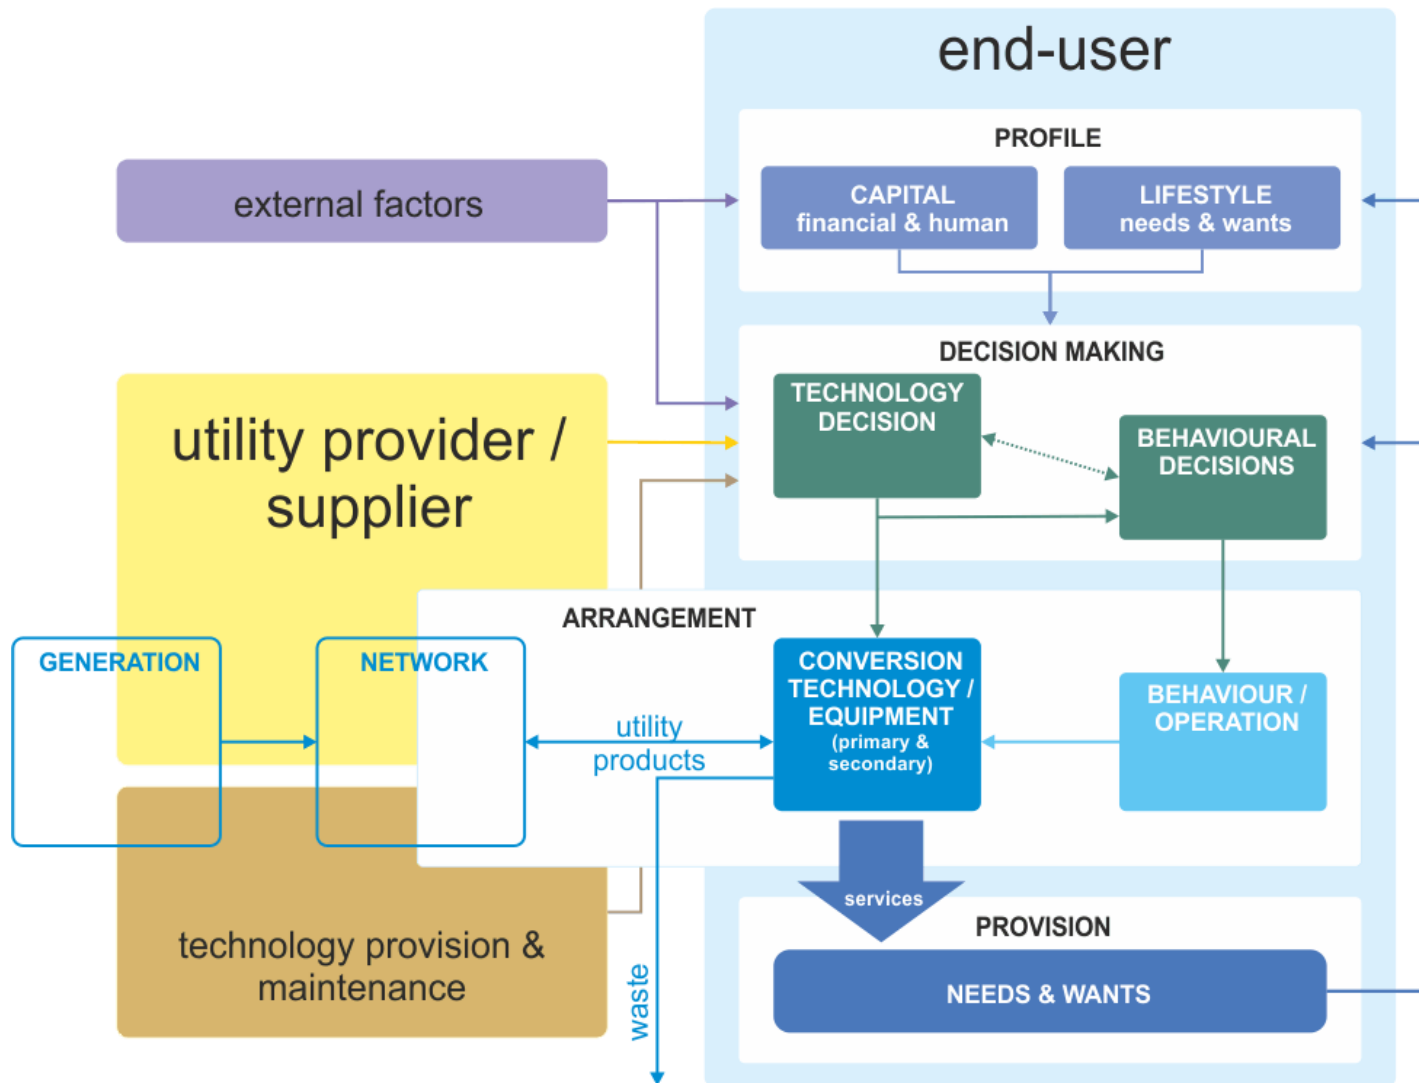 end-user
PROFILE
CAPITAL
financial & human
LIFESTYLE
needs & wants
external factors
DECISION MAKING
TECHNOLOGY
DECISION
BEHAVIOURAL
DECISIONS
utility provider /
supplier
ARRANGEMENT
GENERATION
NETWORK
utility
products
CONVERSION
TECHNOLOGY /
EQUIPMENT
(primary &
secondary)
BEHAVIOUR /
OPERATION
services
technology provision &
maintenance
waste
PROVISION
NEEDS & WANTS